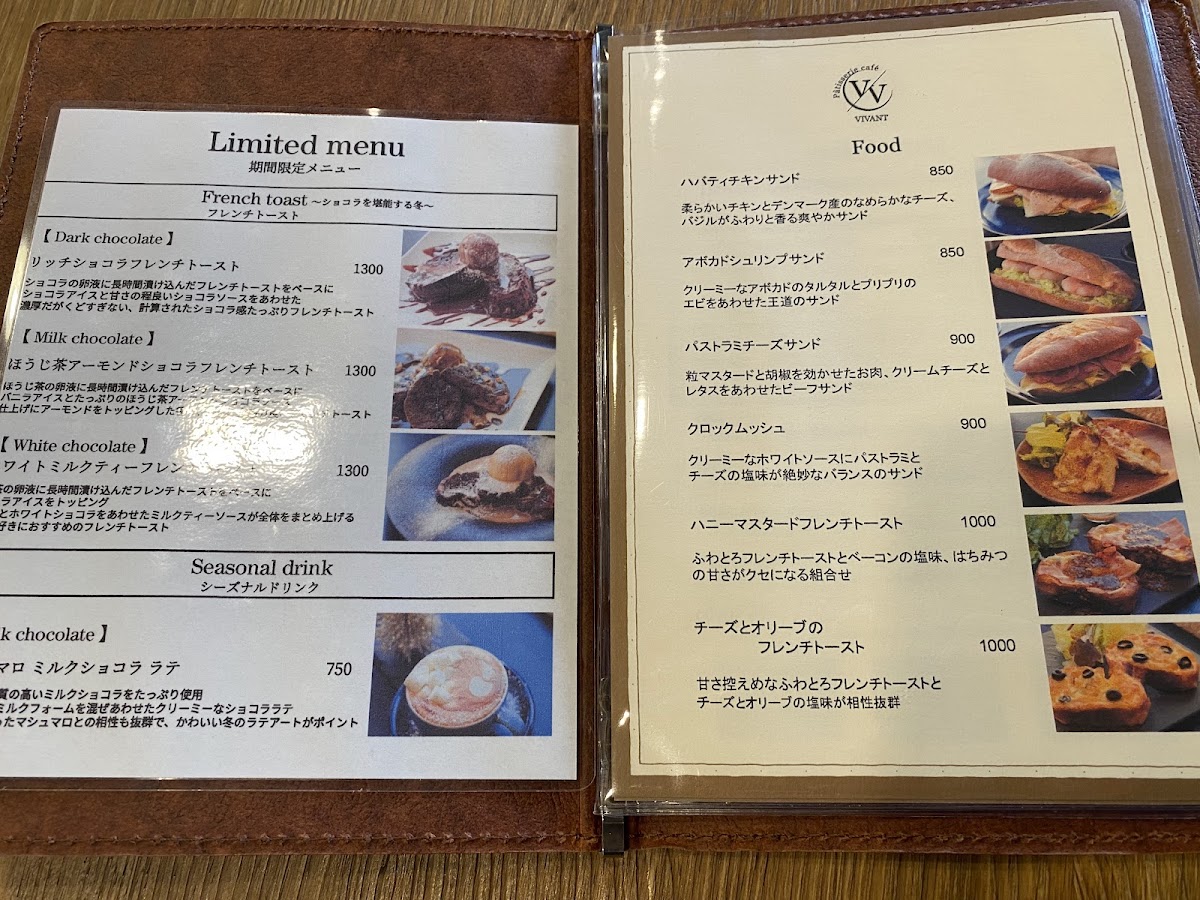 Limited menu
期間限定メニュー
French toast ～ショコラを堪能する冬～
フレンチトースト
【 Dark chocolate 】
リッチショコラフレンチトースト 1300
ショコラの卵液に長時間漬け込んだフレンチトーストをベースに
ショコラアイスと甘さの程良いショコラソースをあわせた
濃厚だがくどすぎない、計算されたショコラ感たっぷりフレンチトースト
【 Milk chocolate 】
ほうじ茶アーモンドショコラフレンチトースト 1300
ほうじ茶の卵液に長時間漬け込んだフレンチトーストをベースに
バニラアイスとたっぷりのほうじ茶アー
仕上げにアーモンドをトッピングした トースト
【 White chocolate 】
ワイトミルクティーフレン 1300
茶の卵液に長時間漬け込んだフレンチトーストをベースに
ラアイスをトッピング
とホワイトショコラをあわせたミルクティーソースが全体をまとめ上げる
好きにおすすめのフレンチトースト
Seasonal drink
シーズナルドリンク
k chocolate 】
マロ ミルクショコララテ 750
質の高いミルクショコラをたっぷり使用
ミルクフォームを混ぜあわせたクリーミーなショコララテ
ったマシュマロとの相性も抜群で、かわいい冬のラテアートがポイント
Pâtisserie café
VV
VIVANT
Food
ハバティチキンサンド 850
柔らかいチキンとデンマーク産のなめらかなチーズ、
バジルがふわりと香る爽やかサンド
アボカドシュリンプサンド 850
クリーミーなアボカドのタルタルとプリプリの
エビをあわせた王道のサンド
パストラミチーズサンド 900
粒マスタードと胡椒を効かせたお肉、クリームチーズと
レタスをあわせたビーフサンド
クロックムッシュ 900
クリーミーなホワイトソースにパストラミと
チーズの塩味が絶妙なバランスのサンド
ハニーマスタードフレンチトースト 1000
ふわとろフレンチトーストとベーコンの塩味、はちみつ
の甘さがクセになる組合せ
チーズとオリーブの
フレンチトースト 1000
甘さ控えめなふわとろフレンチトーストと
チーズとオリーブの塩味が相性抜群